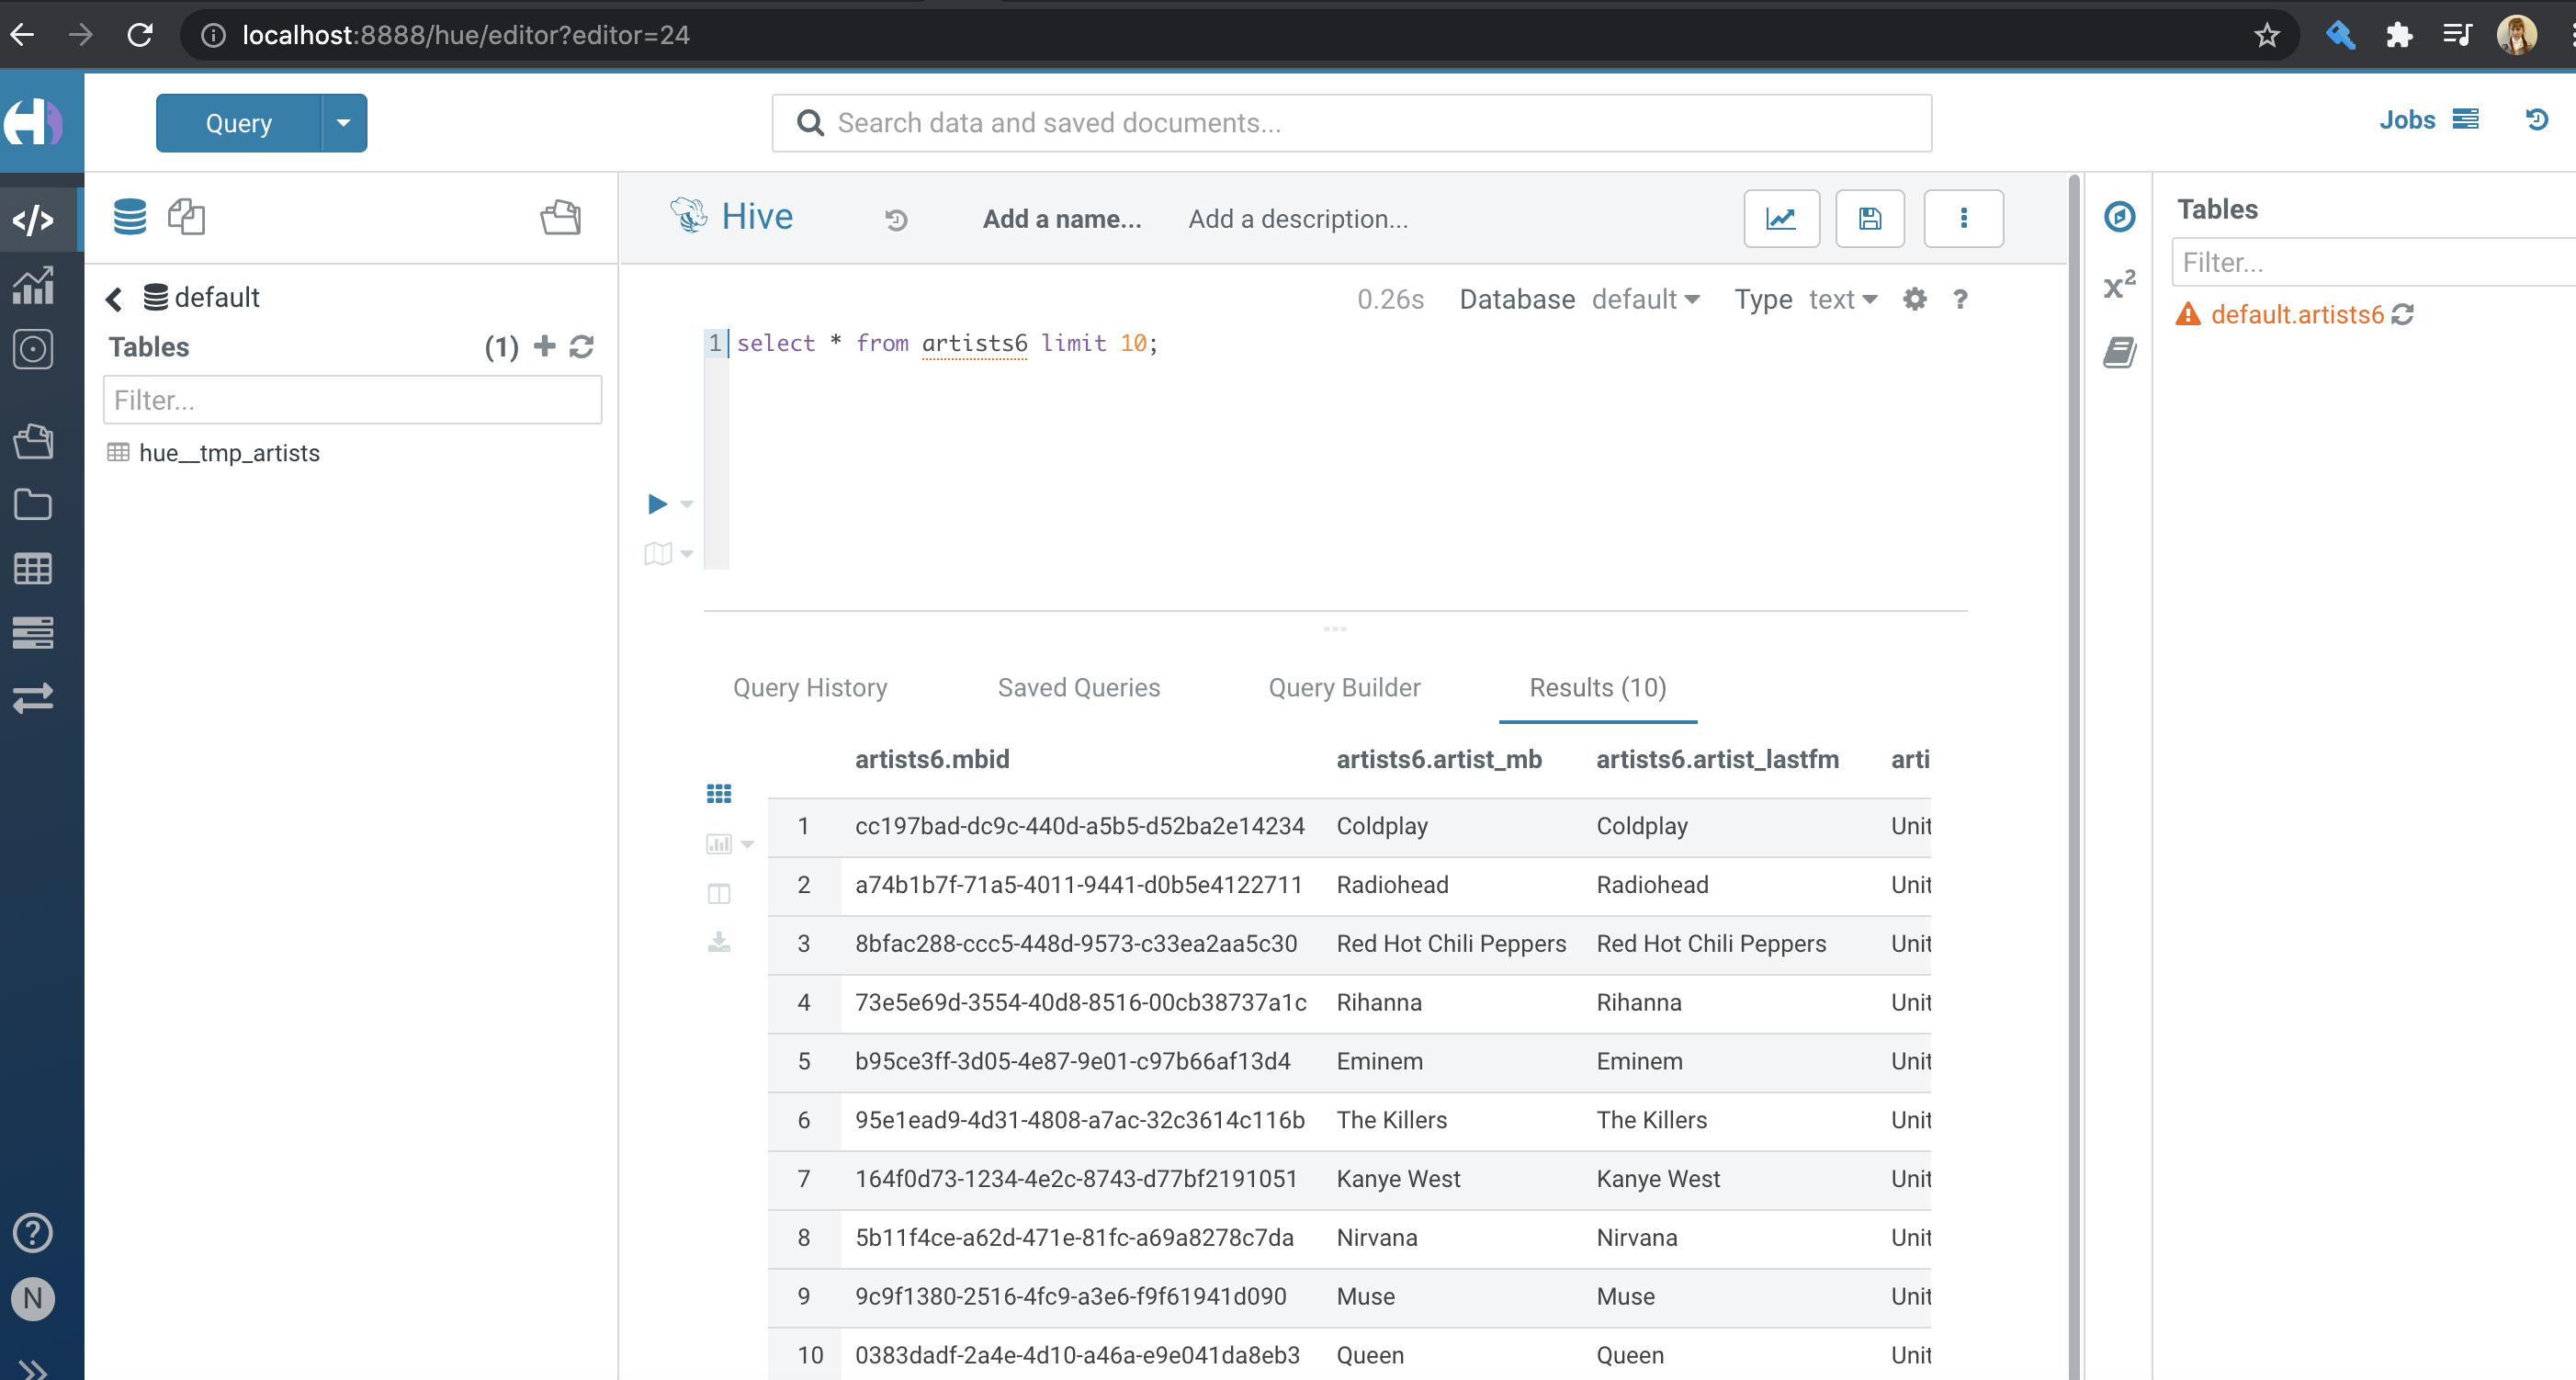 localhost:8888/hue/editor?editor=24
Query
Search data and saved documents...
Jobs
default
Tables (1)
Filter...
hue__tmp_artists
Hive Add a name... Add a description...
0.26s Database default Type text ?
1 select * from artists6 limit 10;
Query History Saved Queries Query Builder Results (10)
artists6.mbid artists6.artist_mb artists6.artist_lastfm arti
1 cc197bad-dc9c-440d-a5b5-d52ba2e14234 Coldplay Coldplay Unit
2 a74b1b7f-71a5-4011-9441-d0b5e4122711 Radiohead Radiohead Unit
3 8bfac288-ccc5-448d-9573-c33ea2aa5c30 Red Hot Chili Peppers Red Hot Chili Peppers Unit
4 73e5e69d-3554-40d8-8516-00cb38737a1c Rihanna Rihanna Unit
5 b95ce3ff-3d05-4e87-9e01-c97b66af13d4 Eminem Eminem Unit
6 95e1ead9-4d31-4808-a7ac-32c3614c116b The Killers The Killers Unit
7 164f0d73-1234-4e2c-8743-d77bf2191051 Kanye West Kanye West Unit
8 5b11f4ce-a62d-471e-81fc-a69a8278c7da Nirvana Nirvana Unit
9 9c9f1380-2516-4fc9-a3e6-f9f61941d090 Muse Muse Unit
10 0383dadf-2a4e-4d10-a46a-e9e041da8eb3 Queen Queen Unit
x²
Tables
Filter...
default.artists6
?
N